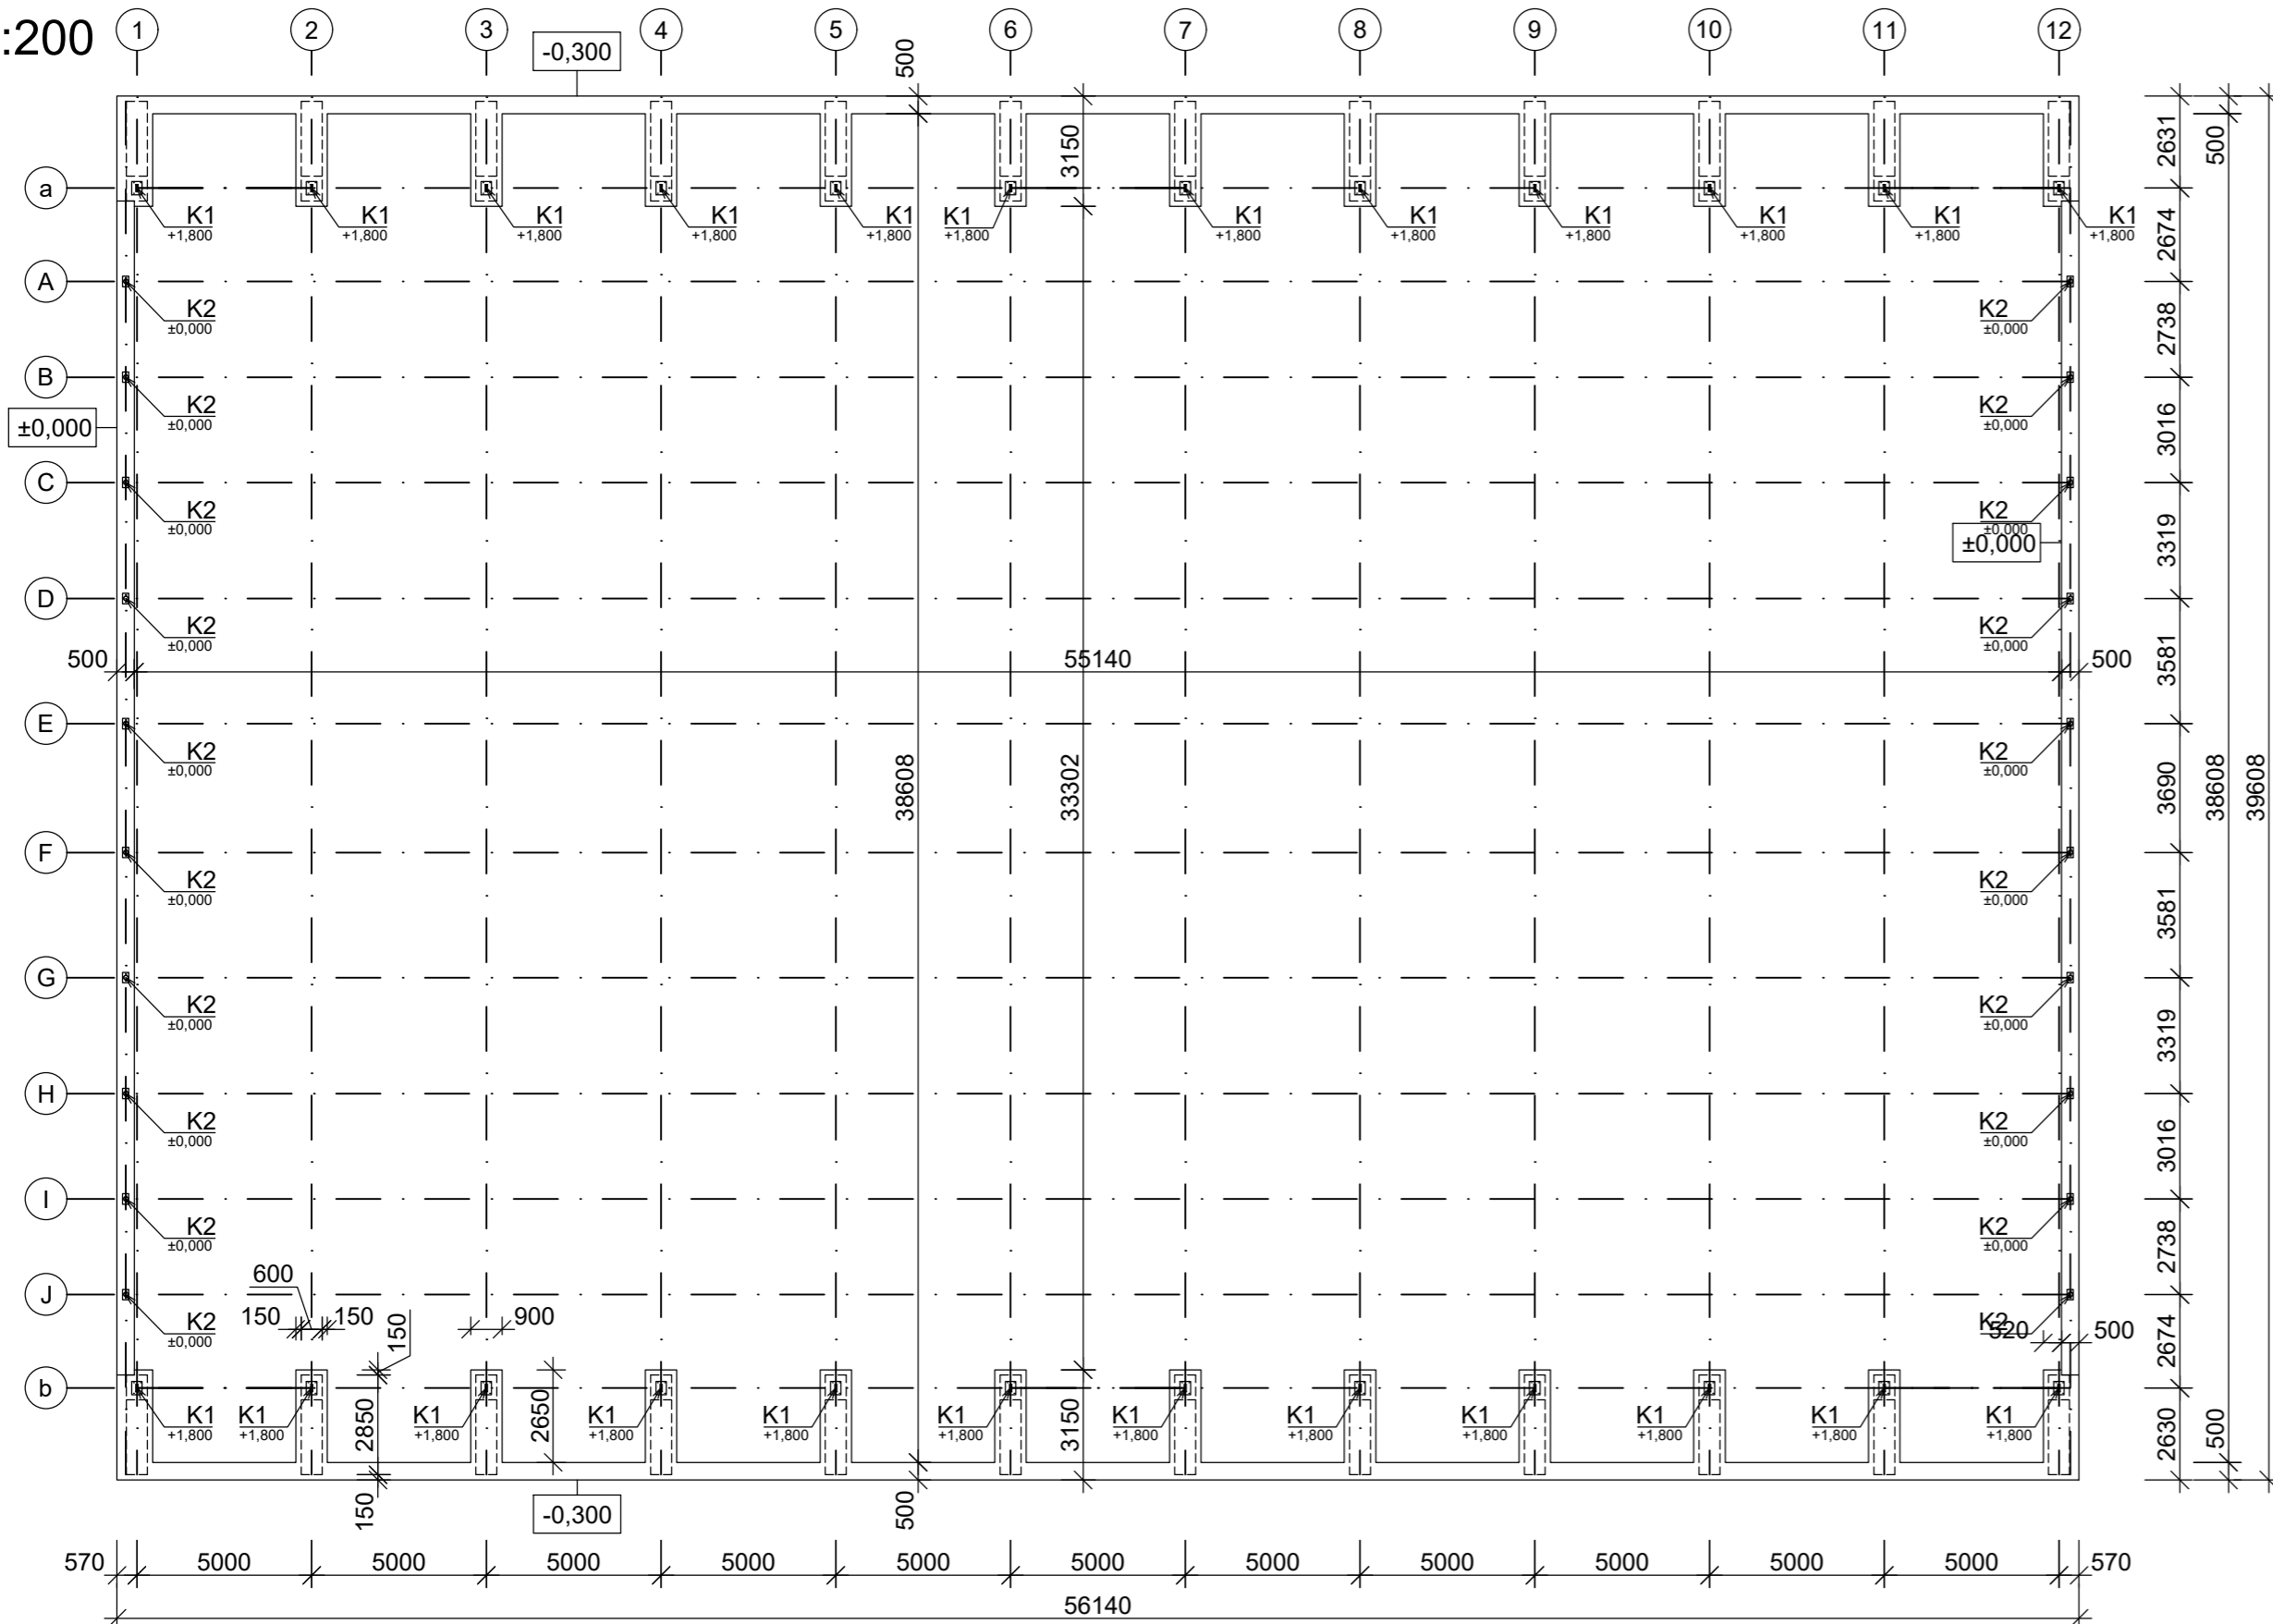 :200
1 2 3 4 5 6 7 8 9 10 11 12
-0,300
500
3150
2631
500
a
K1 K1 K1 K1 K1 K1 K1 K1 K1 K1 K1 K1
+1,800 +1,800 +1,800 +1,800 +1,800 +1,800 +1,800 +1,800 +1,800 +1,800 +1,800 +1,800
2674
A
K2 K2
±0,000 ±0,000
2738
B
K2 K2
±0,000 ±0,000
±0,000
3016
C
K2 K2
±0,000 ±0,000
±0,000
3319
D
K2 K2
±0,000 ±0,000
500 55140 500
3581
E
K2 K2
±0,000 ±0,000
38608 33302
3690
38608 39608
F
K2 K2
±0,000 ±0,000
3581
G
K2 K2
±0,000 ±0,000
3319
H
K2 K2
±0,000 ±0,000
3016
I
K2 K2
±0,000 ±0,000
2738
600
J
150 150 150 900
K2 K2
±0,000
520 500
2674
b
K1 K1 K1 K1 K1 K1 K1 K1 K1 K1 K1 K1
+1,800 +1,800 +1,800 +1,800 +1,800 +1,800 +1,800 +1,800 +1,800 +1,800 +1,800 +1,800
2850 2650 3150 2630 500
150
-0,300
500
570 5000 5000 5000 5000 5000 5000 5000 5000 5000 5000 5000 570
56140